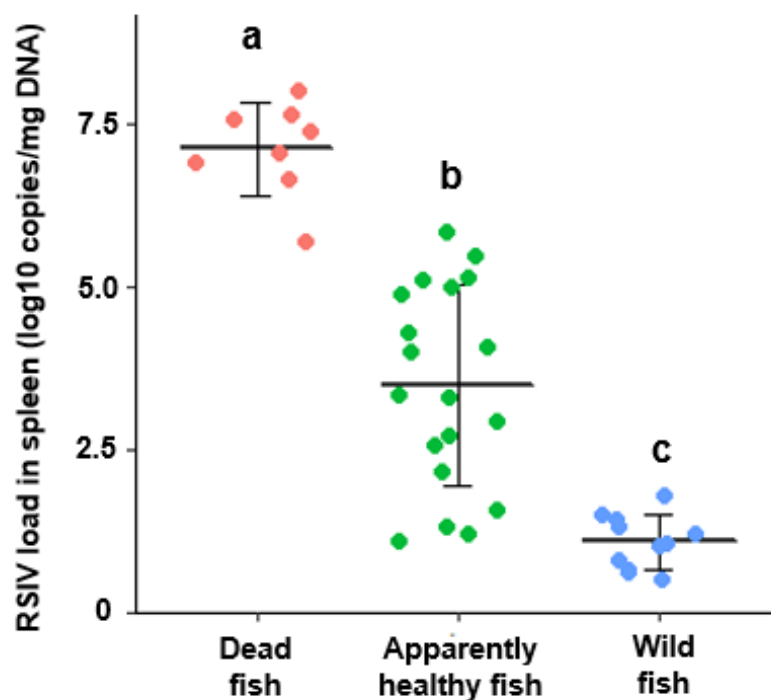 RSIV load in spleen (log10 copies/mg DNA)
a
7.5
b
5.0
2.5
c
0
Dead
fish
Apparently
healthy fish
Wild
fish